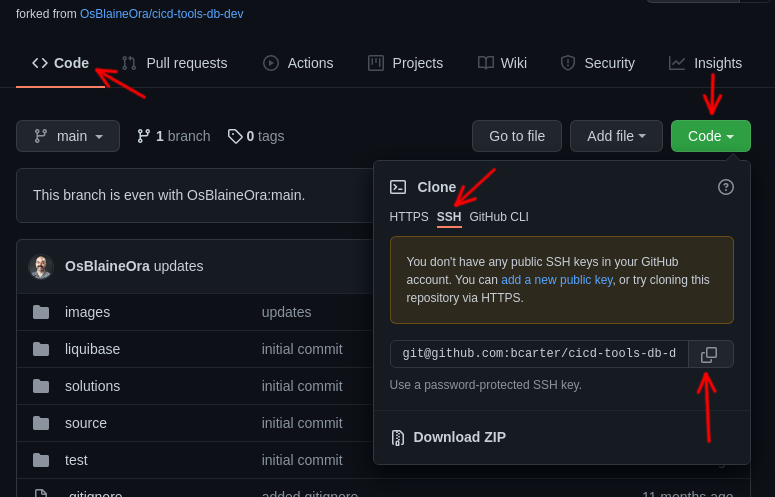 forked from OsBlaineOra/cicd-tools-db-dev
Code Pull requests Actions Projects Wiki Security Insights
main 1 branch 0 tags Go to file Add file Code
This branch is even with OsBlaineOra:main.
Clone
HTTPS SSH GitHub CLI
You don't have any public SSH keys in your GitHub
account. You can add a new public key, or try cloning this
repository via HTTPS.
git@github.com:bcarter/cicd-tools-db-d
Use a password-protected SSH key.
Download ZIP
OsBlaineOra updates
images updates
liquibase initial commit
solutions initial commit
source initial commit
test initial commit
.gitignore added gitignore 11 months ago